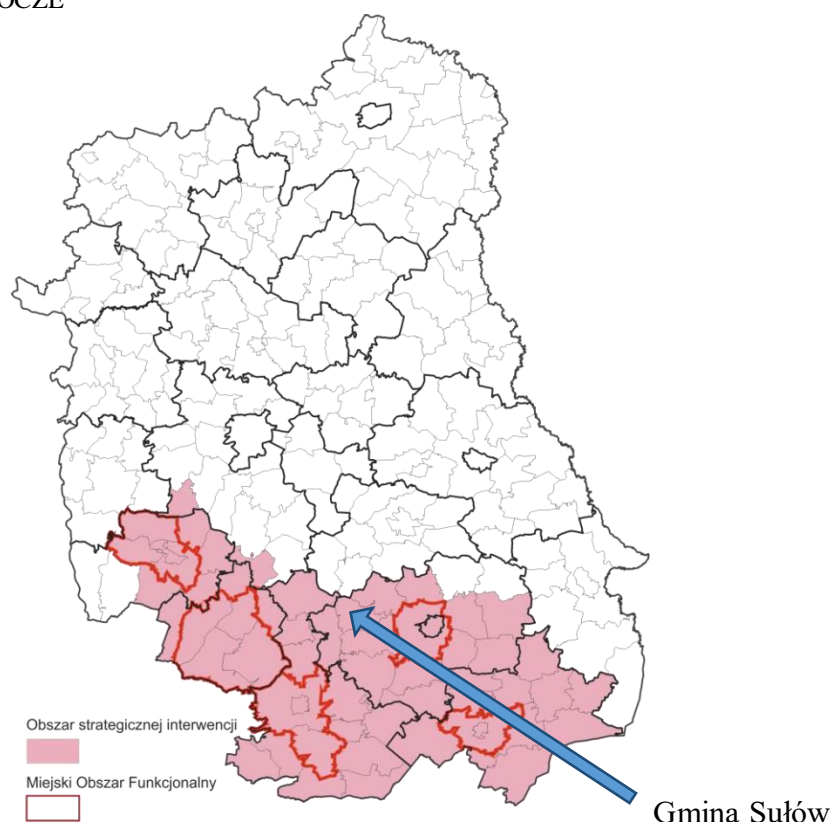 Obszar strategicznej interwencji
Miejski Obszar Funkcjonalny
Gmina Sułów